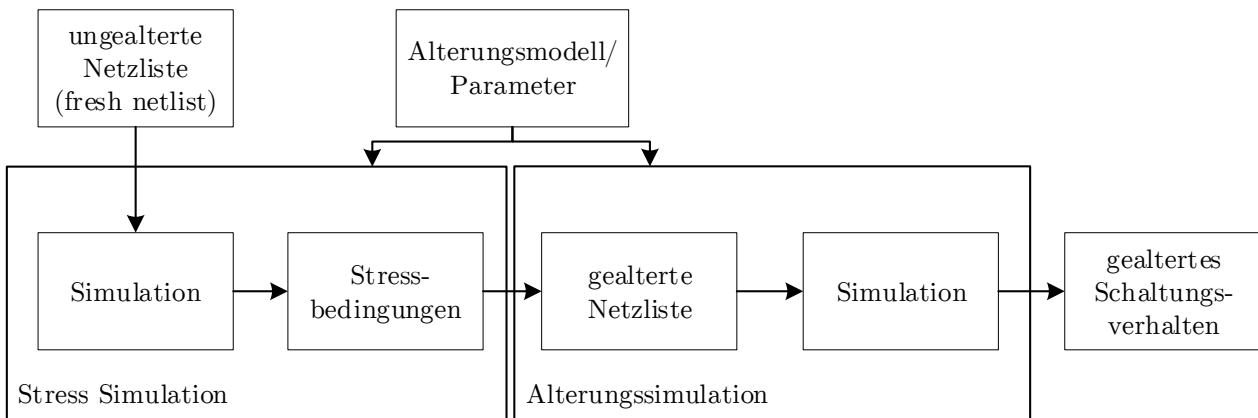 ungealterte
Netzliste
(fresh netlist)
Alterungsmodell/
Parameter
Simulation
Stress-
bedingungen
gealterte
Netzliste
Simulation
gealtertes
Schaltungs-
verhalten
Stress Simulation
Alterungssimulation